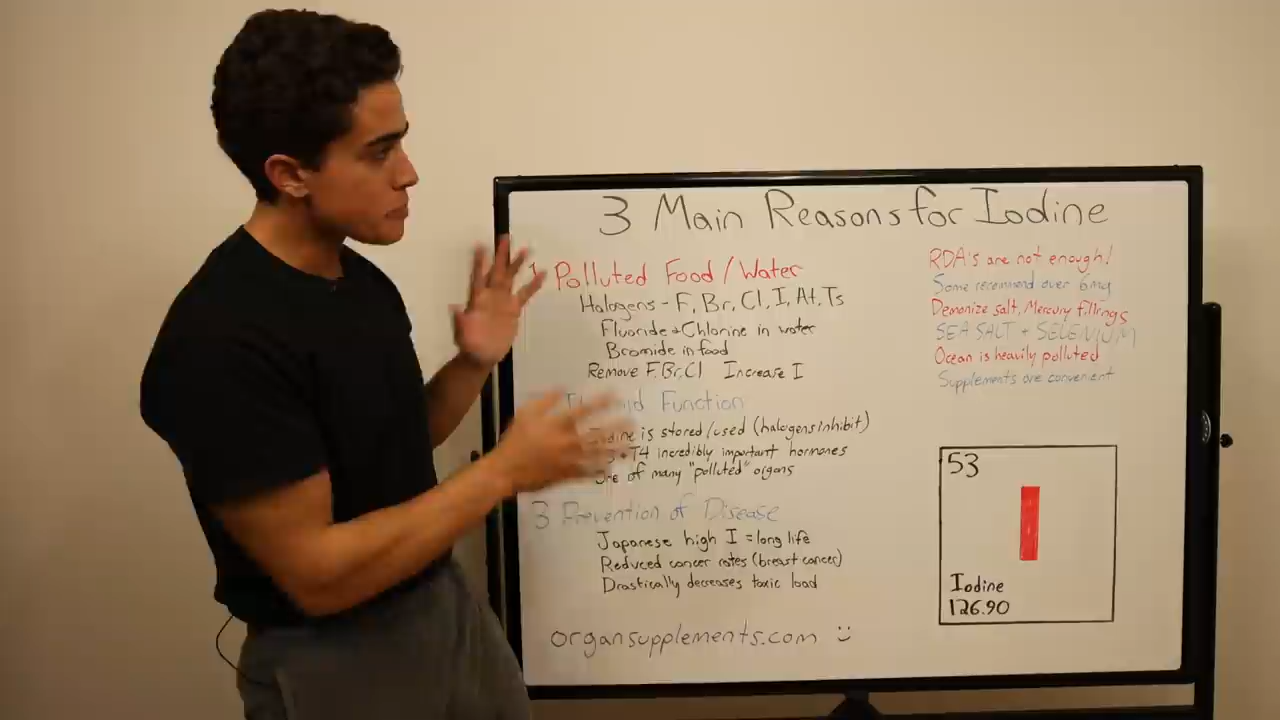 3 Main Reasons for Iodine
1 Polluted Food/Water
Halogens - F, Br, Cl, I, At, Ts
Fluoride + Chlorine in water
Bromide in food
Remove F, Br, Cl Increase I
Function
is stored/used (halogens inhibit)
T4 incredibly important hormones
One of many "polluted" organs
3 Prevention of Disease
Japanese high I = long life
Reduced cancer rates (breast cancer)
Drastically decreases toxic load
organsupplements.com :)
RDA's are not enough!
Some recommend over 6mg
Demonize salt, Mercury fillings
SEA SALT + SELENIUM
Ocean is heavily polluted
Supplements are convenient
53
I
Iodine
126.90